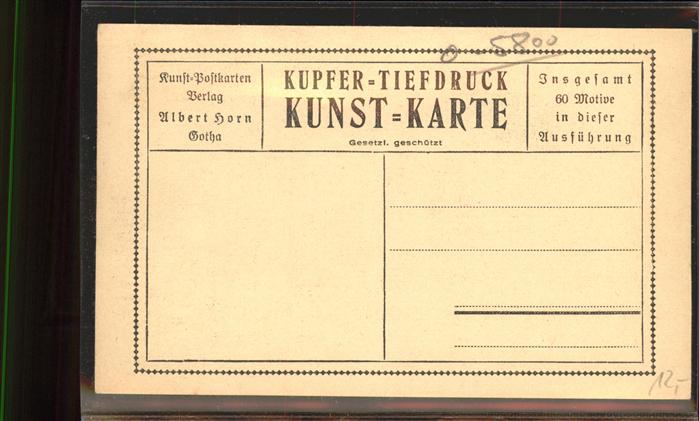 o - 5800
Kunst=Postkarten
Verlag
Albert Horn
Gotha
KUPFER=TIEFDRUCK
KUNST=KARTE
Gesetzl. geschützt
Insgesamt
60 Motive
in dieser
Ausführung
12,-